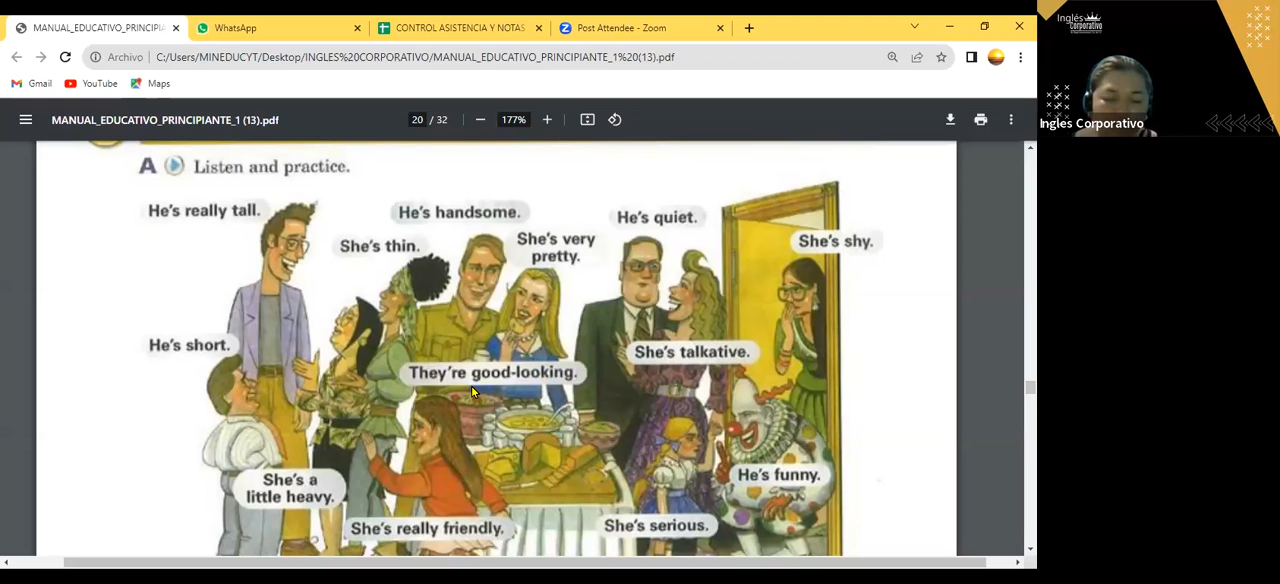 MANUAL_EDUCATIVO_PRINCIPIA
WhatsApp
CONTROL ASISTENCIA Y NOTAS
Post Attendee - Zoom
Archivo
C:/Users/MINEDUCYT/Desktop/INGLES%20CORPORATIVO/MANUAL_EDUCATIVO_PRINCIPIANTE_1%20(13).pdf
Gmail
YouTube
Maps
MANUAL_EDUCATIVO_PRINCIPIANTE_1 (13).pdf
20 / 32
177%
A Listen and practice.
He's really tall.
He's handsome.
He's quiet.
She's thin.
She's very
pretty.
She's shy.
He's short.
She's talkative.
They're good-looking.
She's a
little heavy.
He's funny.
She's really friendly.
She's serious.
Inglés
Corporativo
Ingles Corporativo